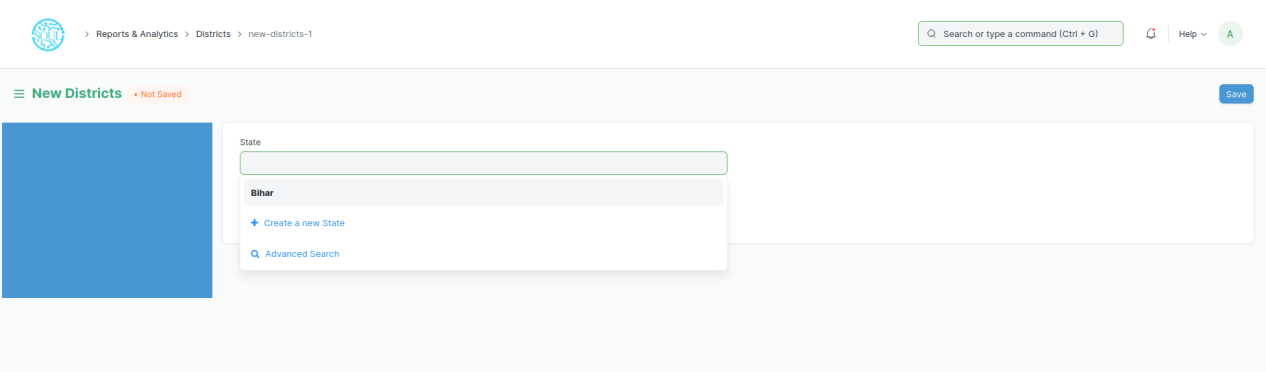 > Reports & Analytics > Districts > new-districts-1
Search or type a command (Ctrl + G)
Help
A
New Districts
• Not Saved
Save
State
Bihar
+ Create a new State
Advanced Search